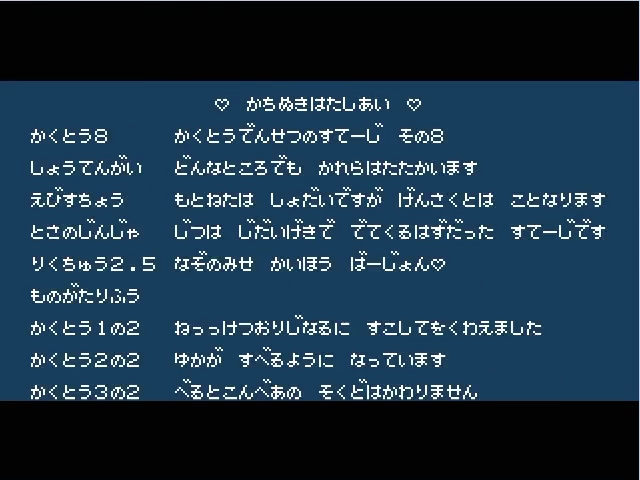 ♡ かちぬきはたしあい ♡
かくとう8 かくとうでんせつのすてーじ その8
しょうてんがい どんなところでも かれらはたたかいます
えびすちょう もとねたは しょだいですが げんさくとは ことなります
とさのじんじゃ じつは じだいげきで でてくるはずだった すてーじです
りくちゅう2.5 なぞのみせ かいほう ばーじょん♡
ものがたりふう
かくとう1の2 ねっっけつおりじなるに すこしてをくわえました
かくとう2の2 ゆかが すべるように なっています
かくとう3の2 べるとこんべあの そくどはかわりません